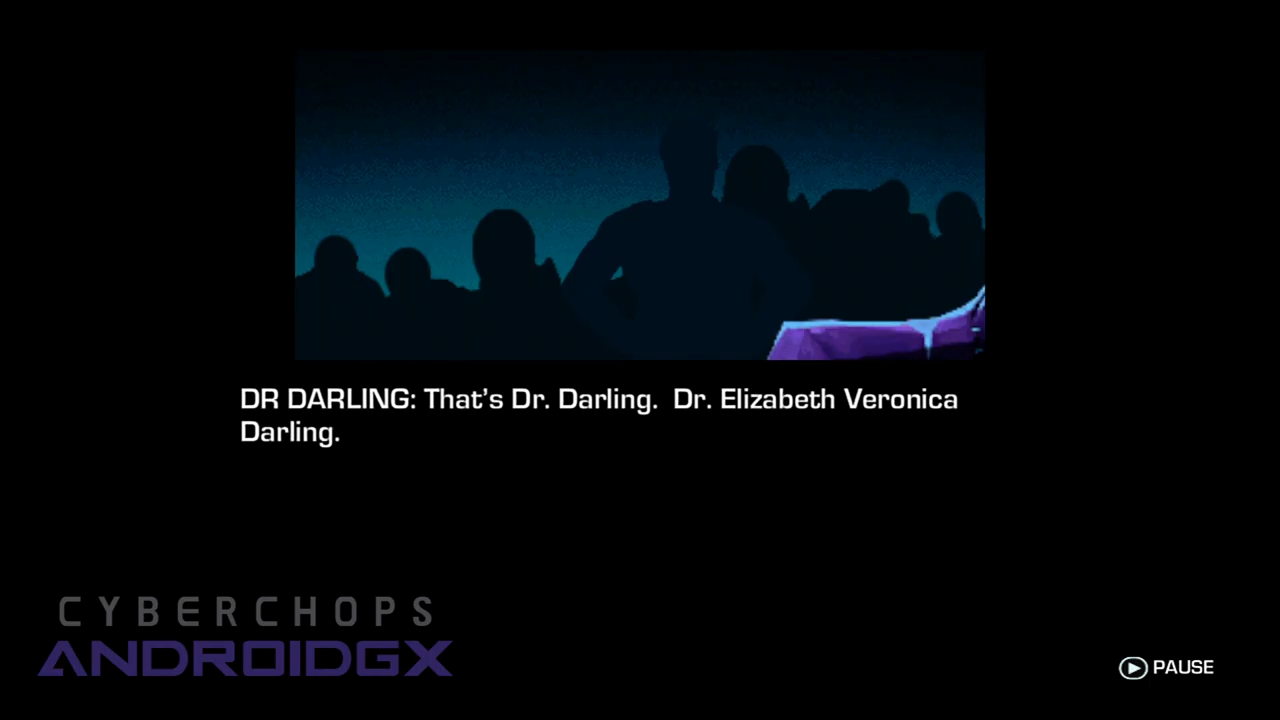 DR DARLING: That's Dr. Darling.  Dr. Elizabeth Veronica
Darling.
CYBERCHOPS
ANDROIDGX
PAUSE